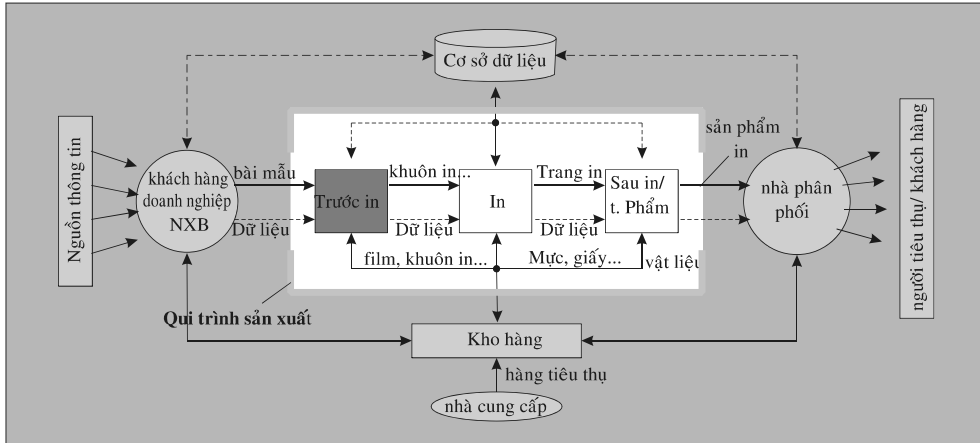 Cơ sở dữ liệu
Nguồn thông tin
khách hàng
doanh nghiệp
NXB
bài mẫu
Dữ liệu
Trước in
khuôn in...
Dữ liệu
In
Trang in
Dữ liệu
Sau in/
t. Phẩm
sản phẩm
in
nhà phân
phối
người tiêu thụ/ khách hàng
film, khuôn in...
Mực, giấy...
vật liệu
Qui trình sản xuất
Kho hàng
hàng tiêu thụ
nhà cung cấp